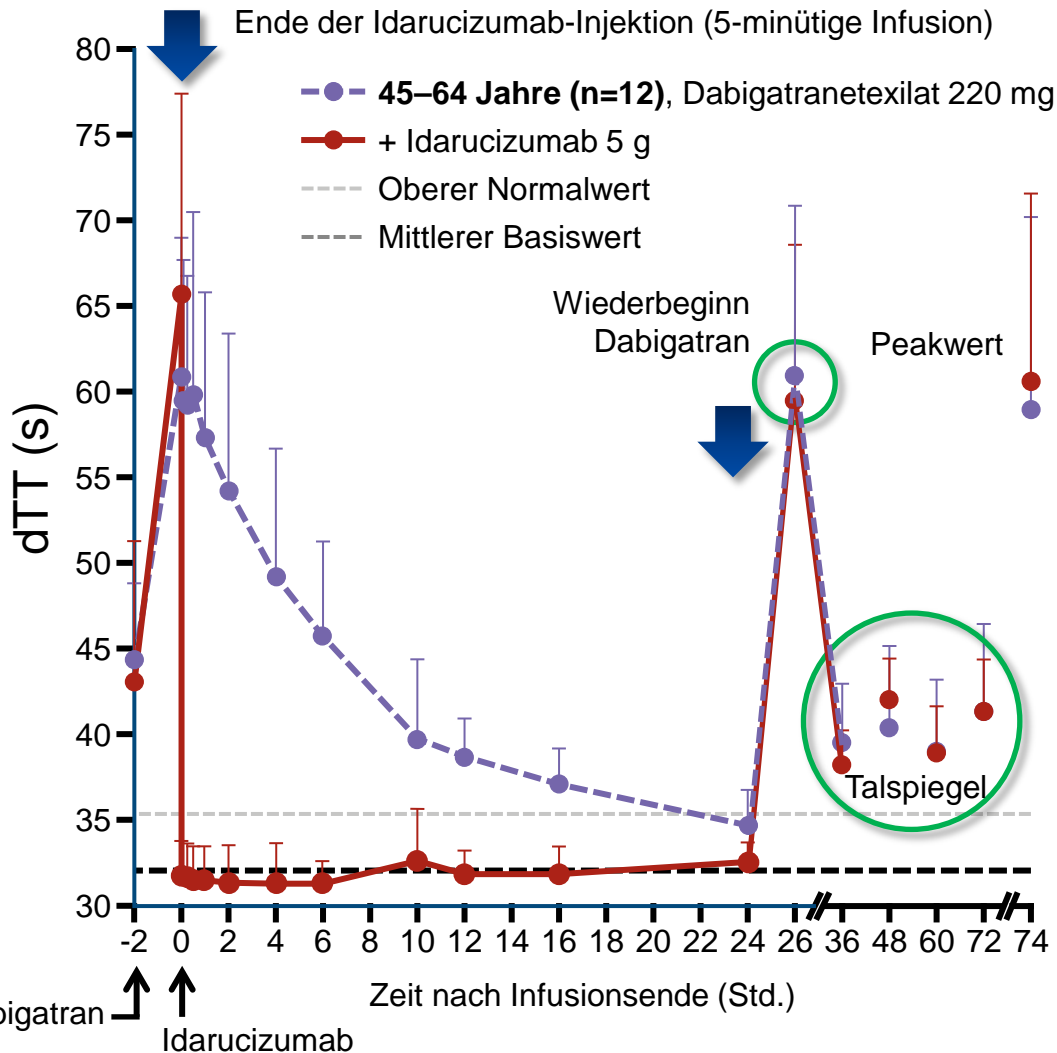 Ende der Idarucizumab-Injektion (5-minütige Infusion)
80
75
70
65
60
55
50
45
40
35
30
dTT (s)
45–64 Jahre (n=12), Dabigatranetexilat 220 mg
+ Idarucizumab 5 g
Oberer Normalwert
Mittlerer Basiswert
Wiederbeginn
Dabigatran
Peakwert
Talspiegel
-2 0 2 4 6 8 10 12 14 16 18 20 22 24 26 36 48 60 72 74
Zeit nach Infusionsende (Std.)
bigatran
Idarucizumab